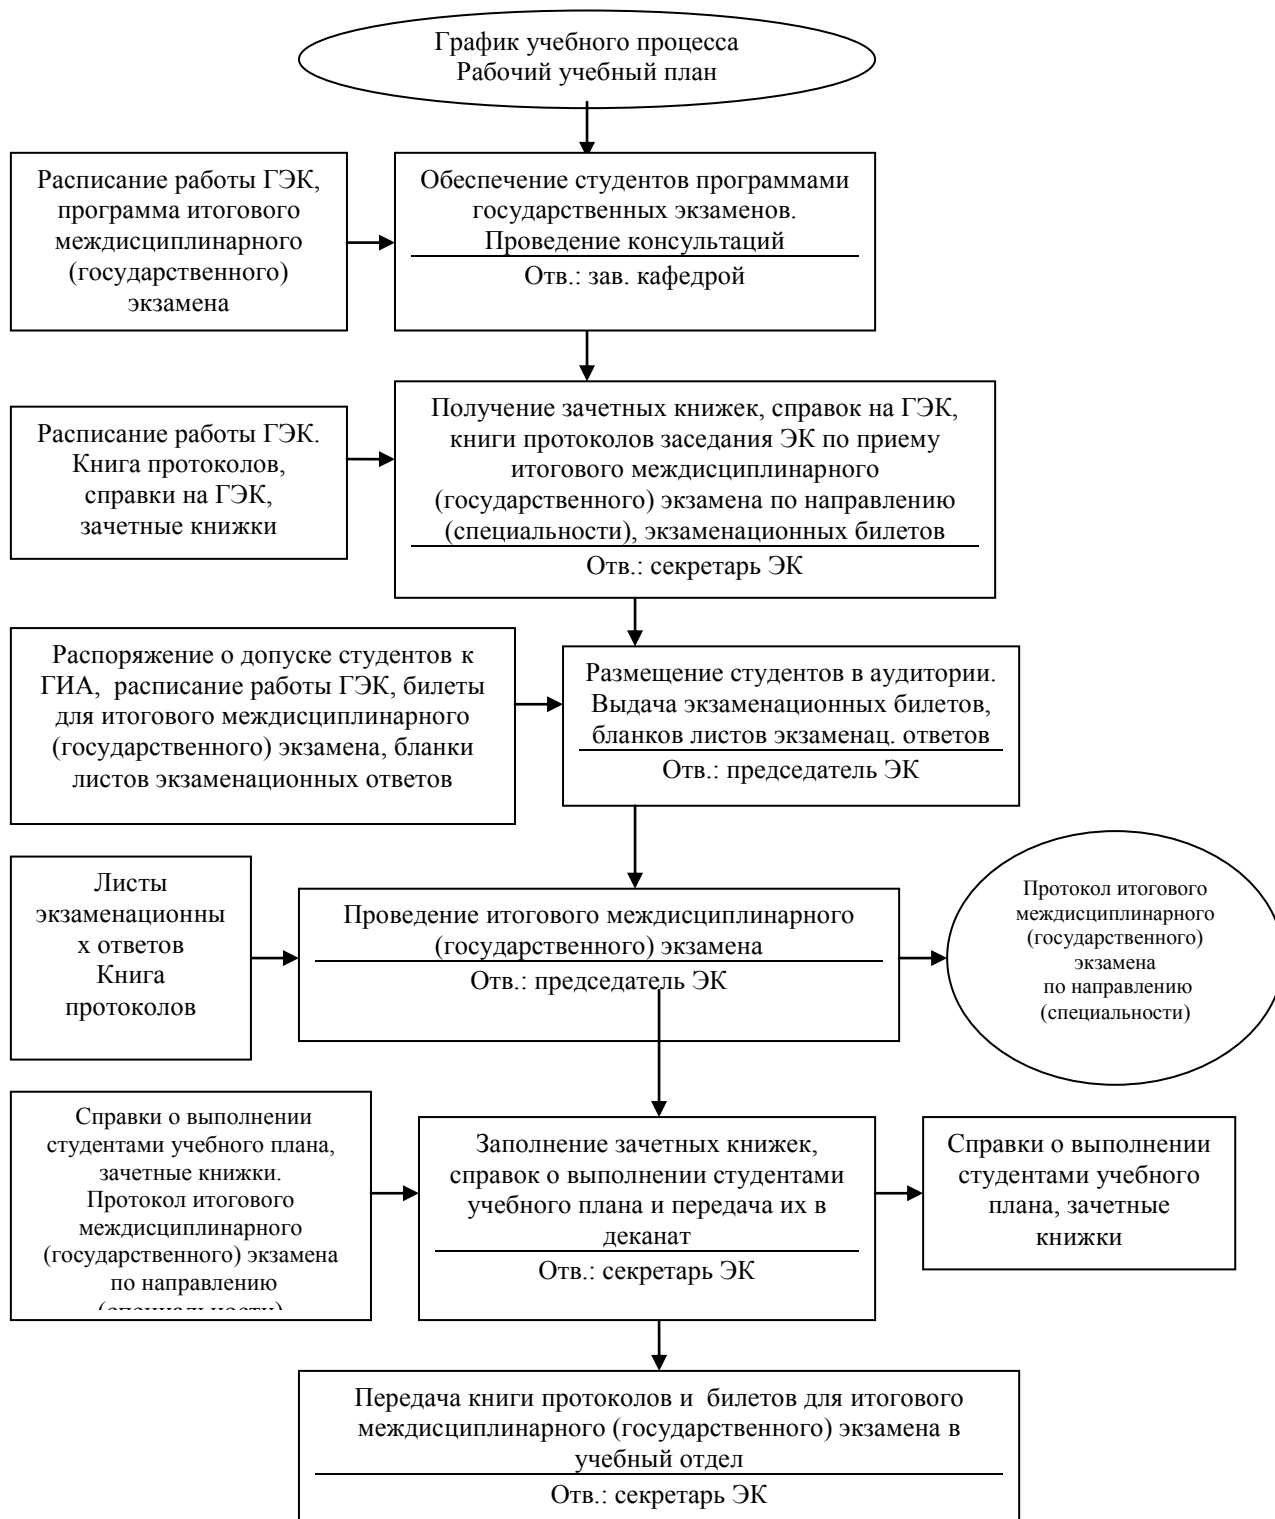 График учебного процесса
Рабочий учебный план
Расписание работы ГЭК,
программа итогового
междисциплинарного
(государственного)
экзамена
Обеспечение студентов программами
государственных экзаменов.
Проведение консультаций
Отв.: зав. кафедрой
Расписание работы ГЭК.
Книга протоколов,
справки на ГЭК,
зачетные книжки
Получение зачетных книжек, справок на ГЭК,
книги протоколов заседания ЭК по приему
итогового междисциплинарного
(государственного) экзамена по направлению
(специальности), экзаменационных билетов
Отв.: секретарь ЭК
Распоряжение о допуске студентов к
ГИА, расписание работы ГЭК, билеты
для итогового междисциплинарного
(государственного) экзамена, бланки
листов экзаменационных ответов
Размещение студентов в аудитории.
Выдача экзаменационных билетов,
бланков листов экзаменац. ответов
Отв.: председатель ЭК
Листы
экзаменационны
х ответов
Книга
протоколов
Проведение итогового междисциплинарного
(государственного) экзамена
Отв.: председатель ЭК
Протокол итогового
междисциплинарного
(государственного)
экзамена
по направлению
(специальности)
Справки о выполнении
студентами учебного плана,
зачетные книжки.
Протокол итогового
междисциплинарного
(государственного) экзамена
по направлению
(специальности)
Заполнение зачетных книжек,
справок о выполнении студентами
учебного плана и передача их в
деканат
Отв.: секретарь ЭК
Справки о выполнении
студентами учебного
плана, зачетные
книжки
Передача книги протоколов и билетов для итогового
междисциплинарного (государственного) экзамена в
учебный отдел
Отв.: секретарь ЭК